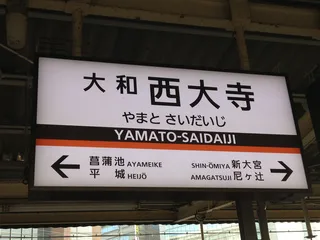 大和 西大寺
やまと さいだいじ
YAMATO-SAIDAIJI
菖蒲池 AYAMEIKE SHIN-ŌMIYA 新大宮
平城 HEIJŌ AMAGATSUJI 尼ヶ辻